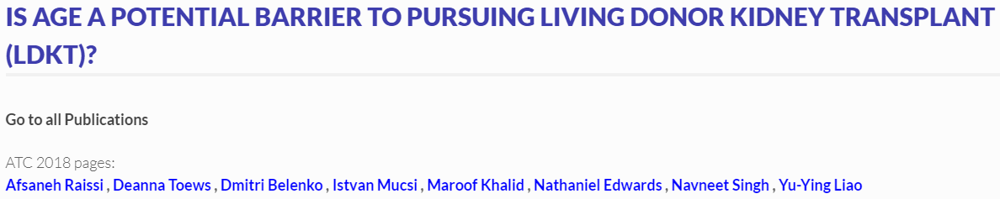 IS AGE A POTENTIAL BARRIER TO PURSUING LIVING DONOR KIDNEY TRANSPLANT
(LDKT)?
Go to all Publications
ATC 2018 pages:
Afsaneh Raissi , Deanna Toews , Dmitri Belenko , Istvan Mucsi , Maroof Khalid , Nathaniel Edwards , Navneet Singh , Yu-Ying Liao